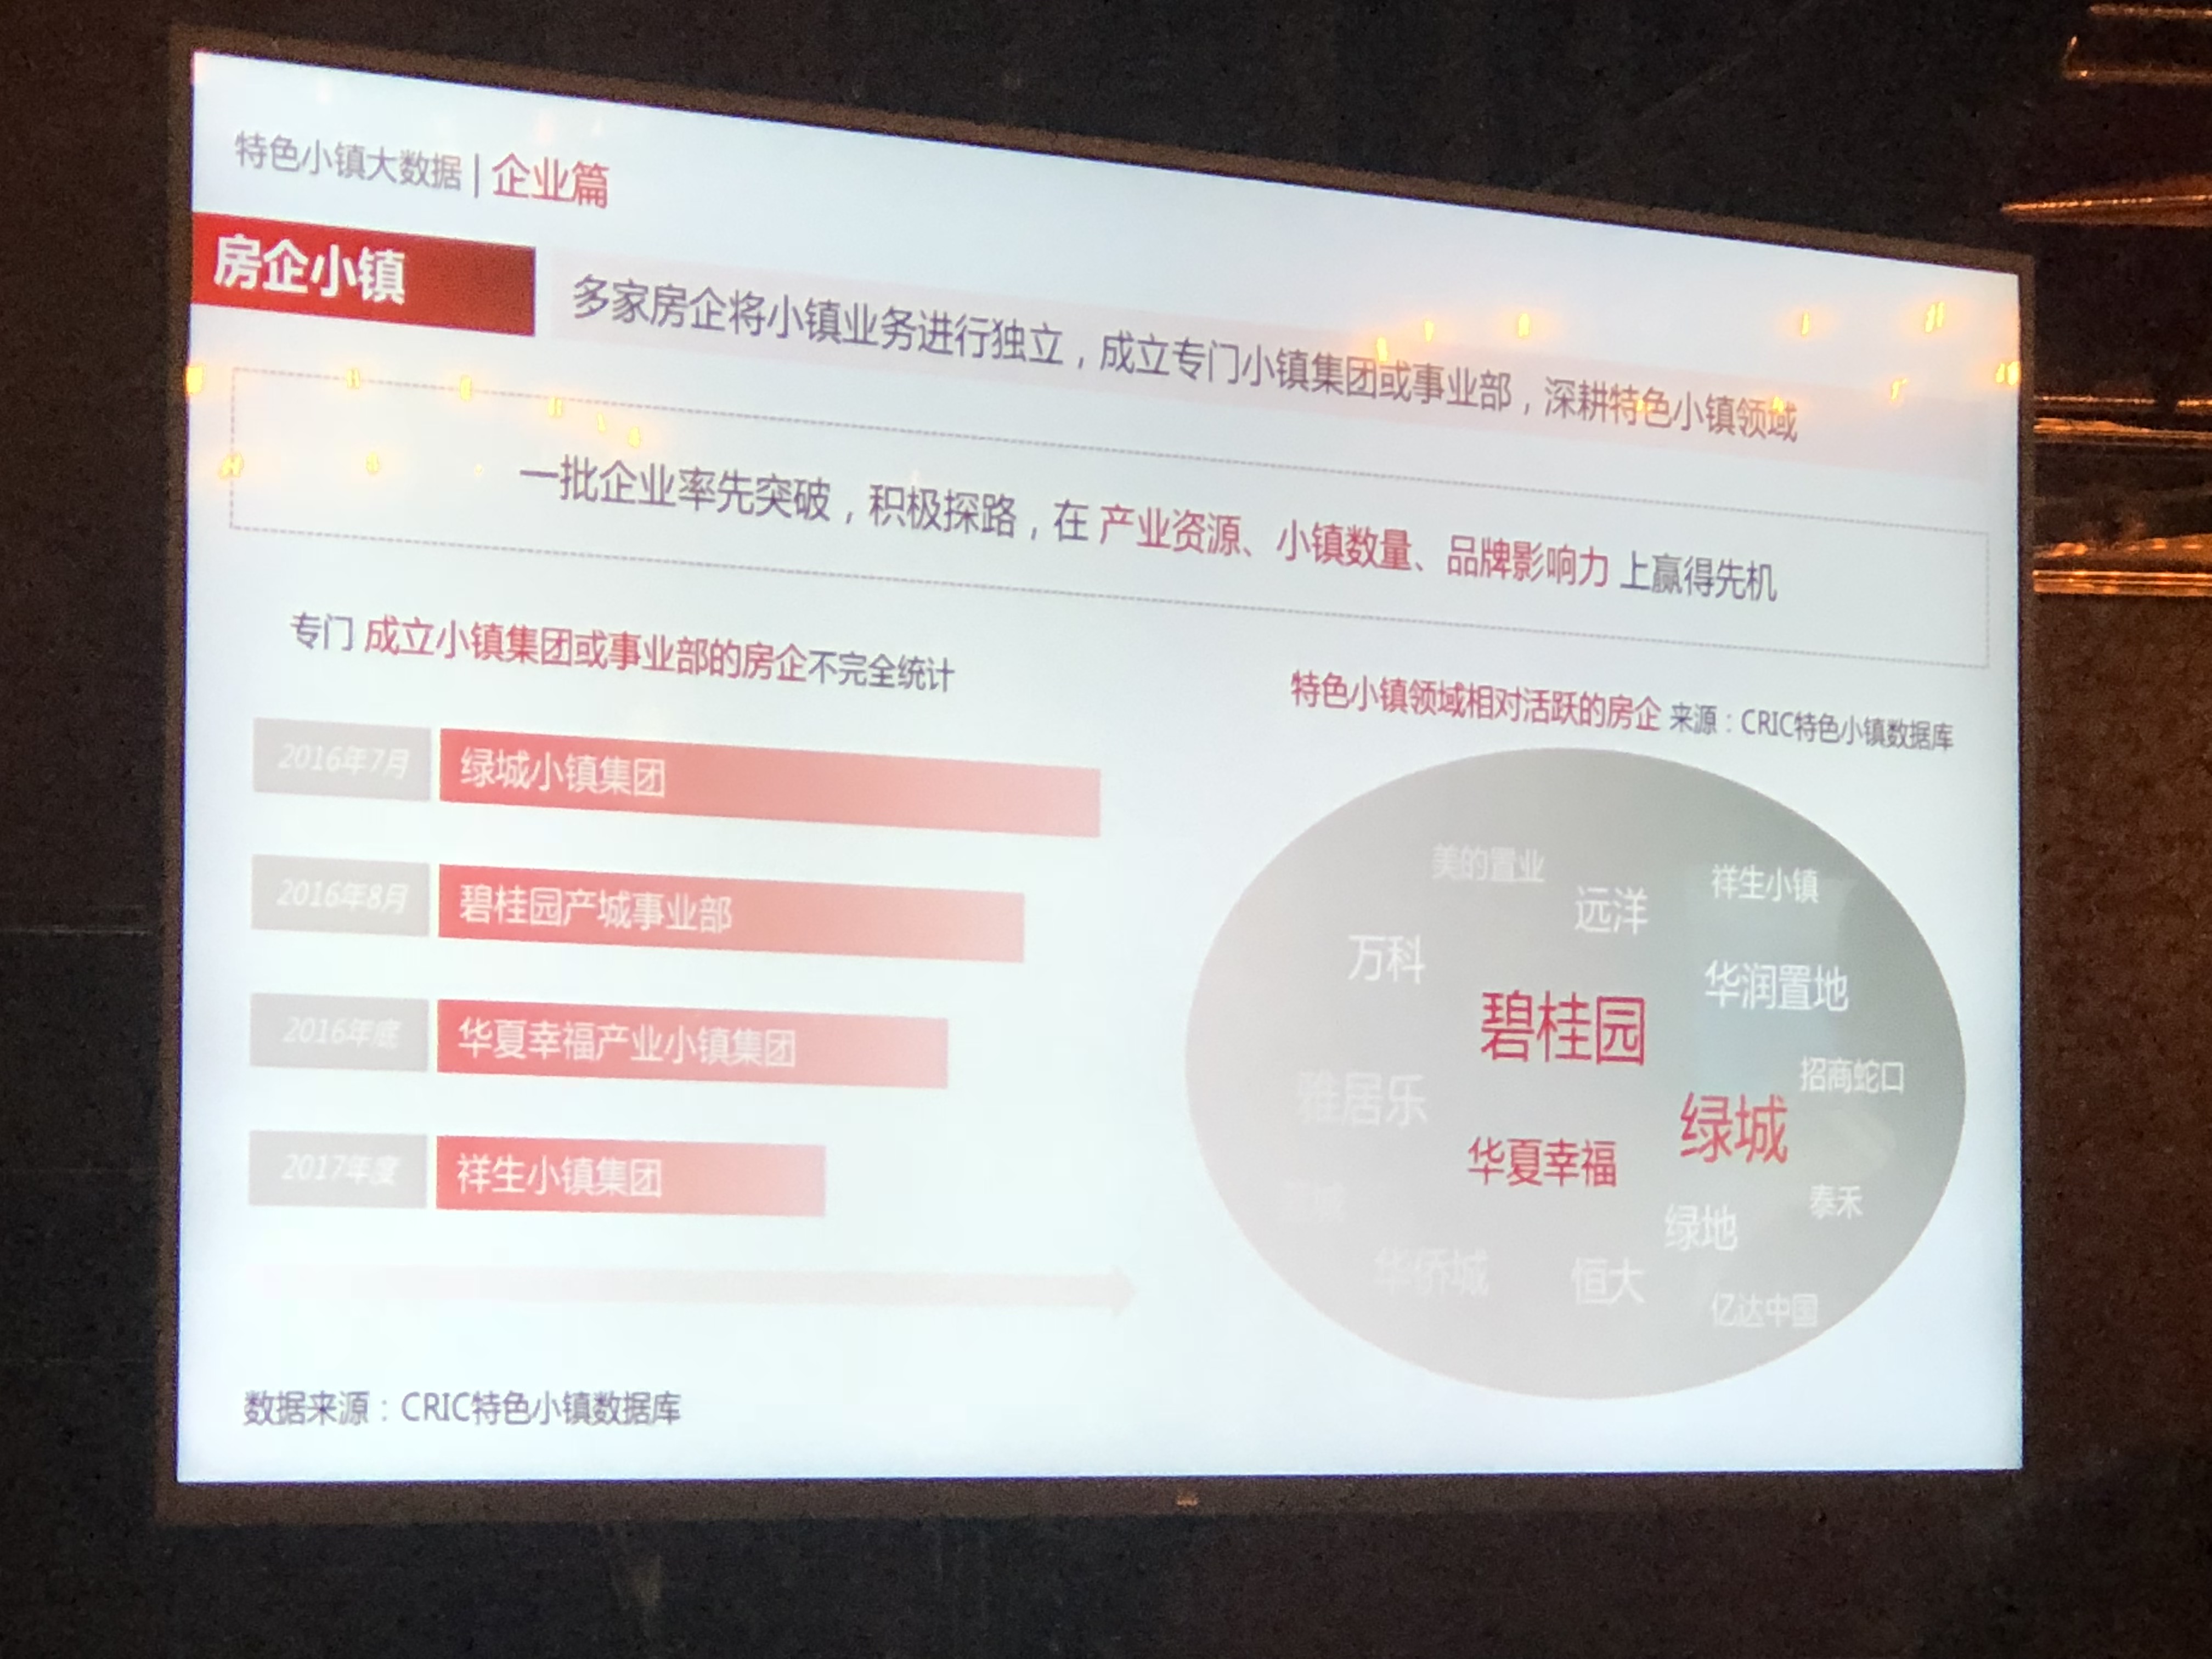 特色小镇大数据 | 企业篇
房企小镇
多家房企将小镇业务进行独立，成立专门小镇集团或事业部，深耕特色小镇领域
一批企业率先突破，积极探路，在 产业资源、小镇数量、品牌影响力 上赢得先机
专门 成立小镇集团或事业部的房企不完全统计
2016年7月 绿城小镇集团
2016年8月 碧桂园产城事业部
2016年底 华夏幸福产业小镇集团
2017年度 祥生小镇集团
数据来源：CRIC特色小镇数据库
特色小镇领域相对活跃的房企 来源：CRIC特色小镇数据库
美的置业
远洋
祥生小镇
万科
华润置地
碧桂园
招商蛇口
雅居乐
绿城
华夏幸福
泰禾
绿地
华侨城
恒大
亿达中国